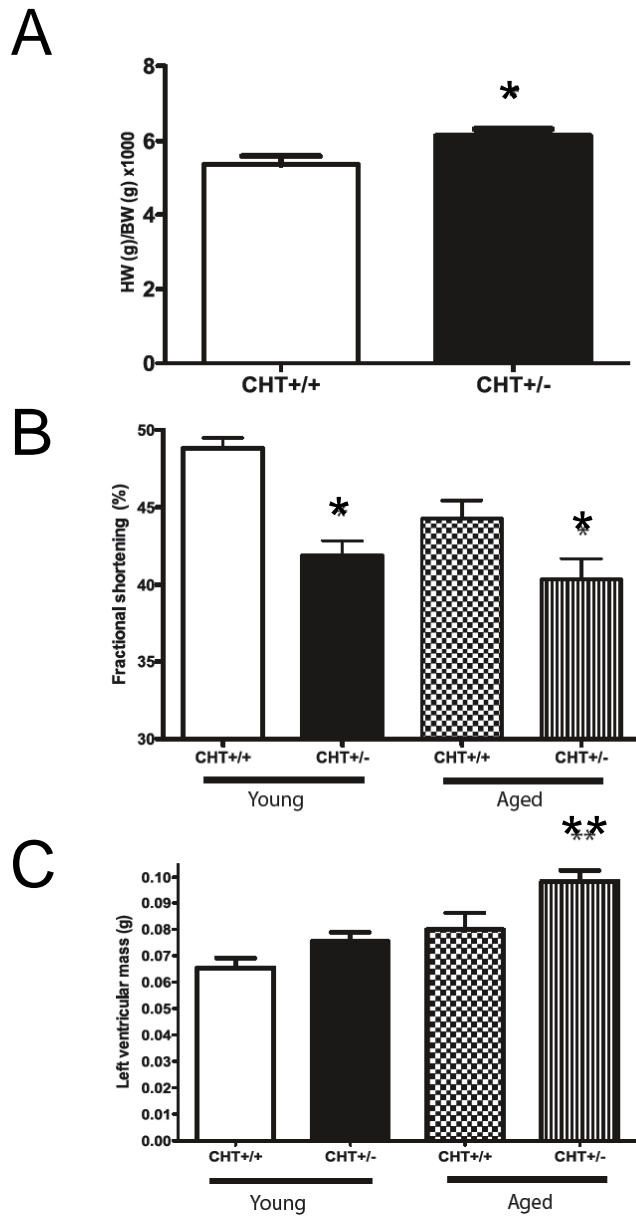 A
HW (g)/BW (g) x1000
8
6
4
2
0
*
CHT+/+ CHT+/-
B
Fractional shortening (%)
50
45
40
35
30
*
*
CHT+/+ CHT+/- CHT+/+ CHT+/-
Young Aged
C
Left ventricular mass (g)
0.10
0.09
0.08
0.07
0.06
0.05
0.04
0.03
0.02
0.01
0.00
**
CHT+/+ CHT+/- CHT+/+ CHT+/-
Young Aged